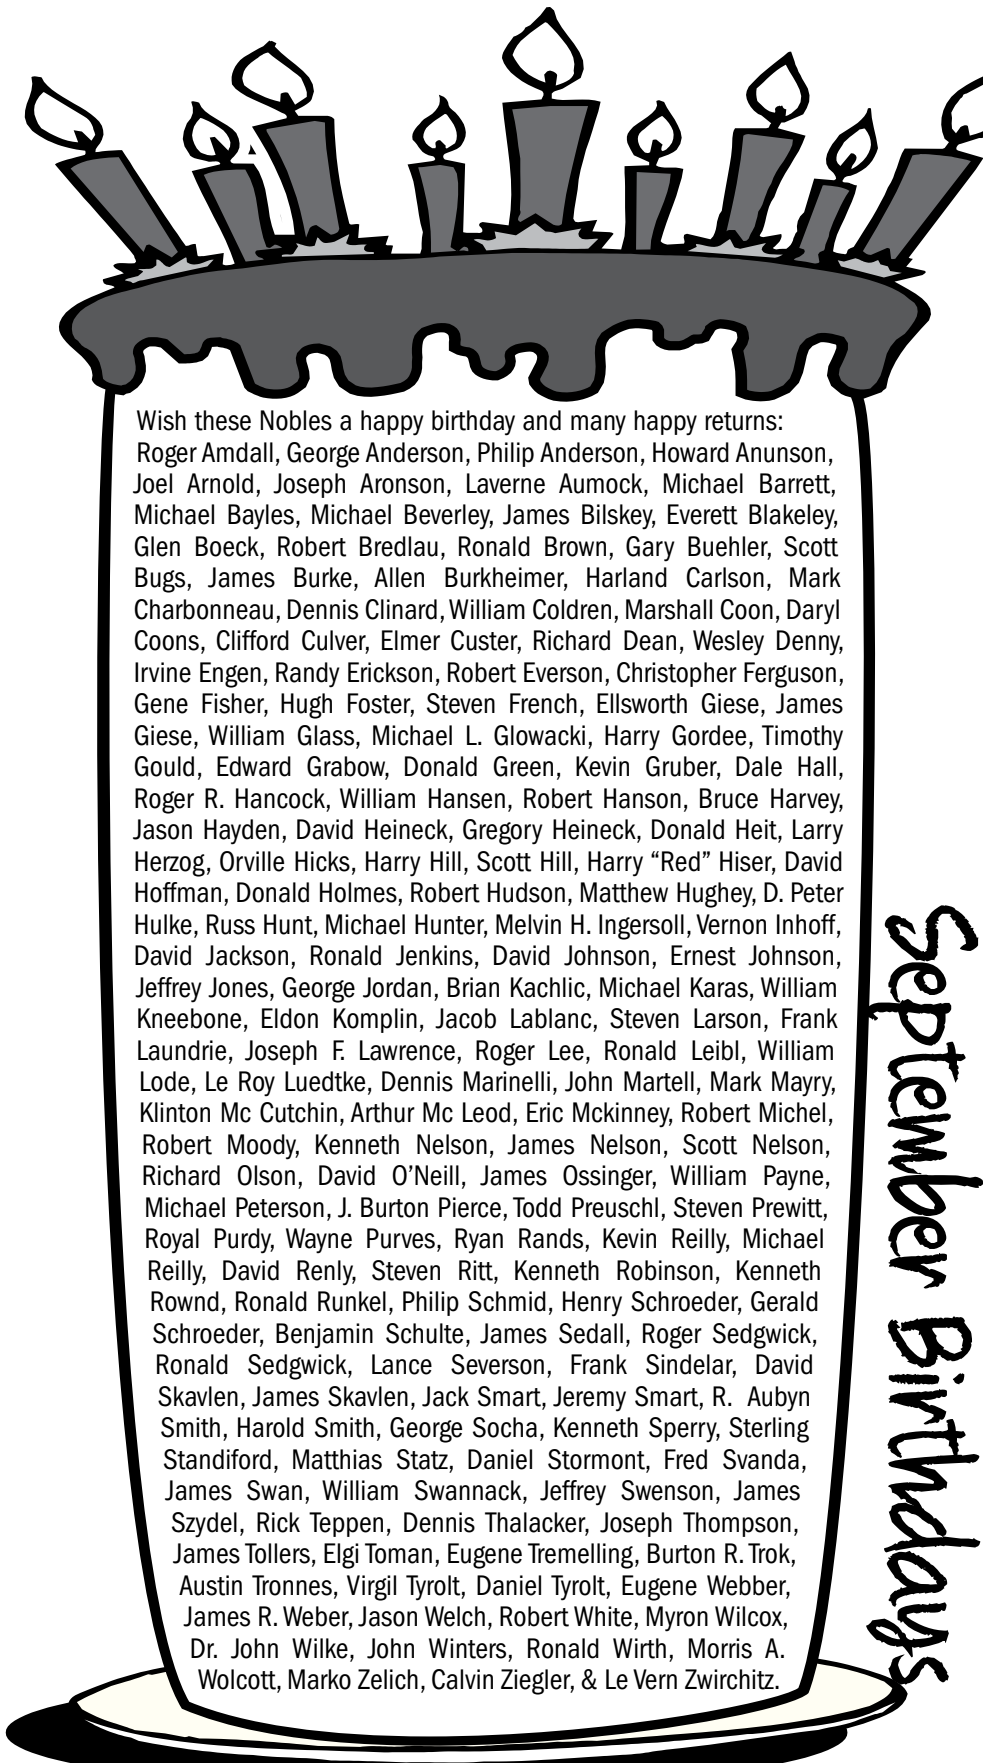 Wish these Nobles a happy birthday and many happy returns:
Roger Amdall, George Anderson, Philip Anderson, Howard Anunson,
Joel Arnold, Joseph Aronson, Laverne Aumock, Michael Barrett,
Michael Bayles, Michael Beverley, James Bilskey, Everett Blakeley,
Glen Boeck, Robert Bredlau, Ronald Brown, Gary Buehler, Scott
Bugs, James Burke, Allen Burkheimer, Harland Carlson, Mark
Charbonneau, Dennis Clinard, William Coldren, Marshall Coon, Daryl
Coons, Clifford Culver, Elmer Custer, Richard Dean, Wesley Denny,
Irvine Engen, Randy Erickson, Robert Everson, Christopher Ferguson,
Gene Fisher, Hugh Foster, Steven French, Ellsworth Giese, James
Giese, William Glass, Michael L. Glowacki, Harry Gordee, Timothy
Gould, Edward Grabow, Donald Green, Kevin Gruber, Dale Hall,
Roger R. Hancock, William Hansen, Robert Hanson, Bruce Harvey,
Jason Hayden, David Heineck, Gregory Heineck, Donald Heit, Larry
Herzog, Orville Hicks, Harry Hill, Scott Hill, Harry “Red” Hiser, David
Hoffman, Donald Holmes, Robert Hudson, Matthew Hughey, D. Peter
Hulke, Russ Hunt, Michael Hunter, Melvin H. Ingersoll, Vernon Inhoff,
David Jackson, Ronald Jenkins, David Johnson, Ernest Johnson,
Jeffrey Jones, George Jordan, Brian Kachlic, Michael Karas, William
Kneebone, Eldon Komplin, Jacob Lablanc, Steven Larson, Frank
Laundrie, Joseph F. Lawrence, Roger Lee, Ronald Leibl, William
Lode, Le Roy Luedtke, Dennis Marinelli, John Martell, Mark Mayry,
Klinton Mc Cutchin, Arthur Mc Leod, Eric Mckinney, Robert Michel,
Robert Moody, Kenneth Nelson, James Nelson, Scott Nelson,
Richard Olson, David O’Neill, James Ossinger, William Payne,
Michael Peterson, J. Burton Pierce, Todd Preuschl, Steven Prewitt,
Royal Purdy, Wayne Purves, Ryan Rands, Kevin Reilly, Michael
Reilly, David Renly, Steven Ritt, Kenneth Robinson, Kenneth
Rownd, Ronald Runkel, Philip Schmid, Henry Schroeder, Gerald
Schroeder, Benjamin Schulte, James Sedall, Roger Sedgwick,
Ronald Sedgwick, Lance Severson, Frank Sindelar, David
Skavlen, James Skavlen, Jack Smart, Jeremy Smart, R. Aubyn
Smith, Harold Smith, George Socha, Kenneth Sperry, Sterling
Standiford, Matthias Statz, Daniel Stormont, Fred Svanda,
James Swan, William Swannack, Jeffrey Swenson, James
Szydel, Rick Teppen, Dennis Thalacker, Joseph Thompson,
James Tollers, Elgi Toman, Eugene Tremelling, Burton R. Trok,
Austin Tronnes, Virgil Tyrolt, Daniel Tyrolt, Eugene Webber,
James R. Weber, Jason Welch, Robert White, Myron Wilcox,
Dr. John Wilke, John Winters, Ronald Wirth, Morris A.
Wolcott, Marko Zelich, Calvin Ziegler, & Le Vern Zwirchitz.
September Birthdays